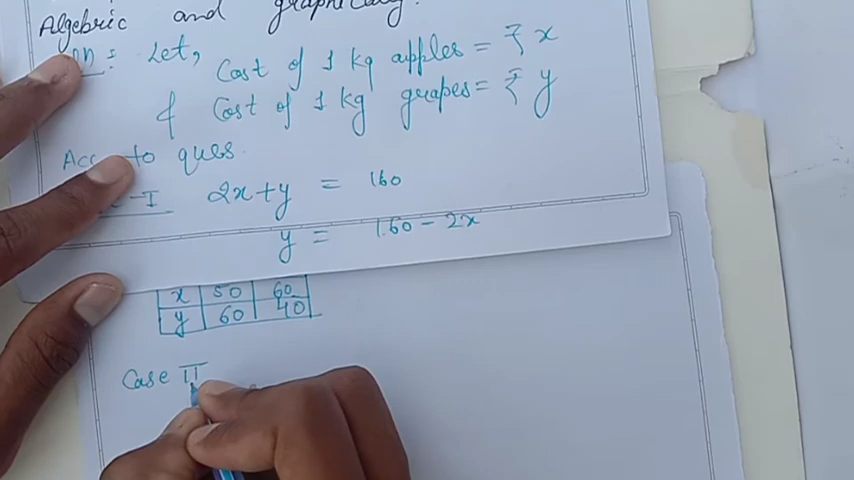 Algebric and graphically.
Let,
Cost of 1 kg apples = ₹ x
& Cost of 1 kg grapes = ₹ y
Acc to ques
-I 2x + y = 160
y = 160 - 2x
x 50 60
y 60 40
Case II